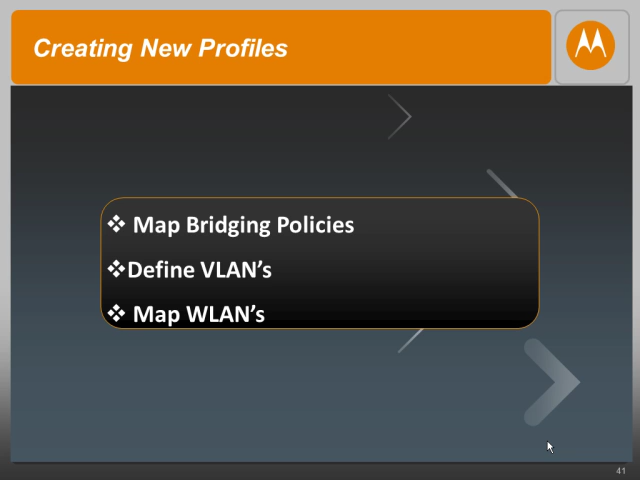 Creating New Profiles
❖ Map Bridging Policies
❖Define VLAN’s
❖ Map WLAN’s
41